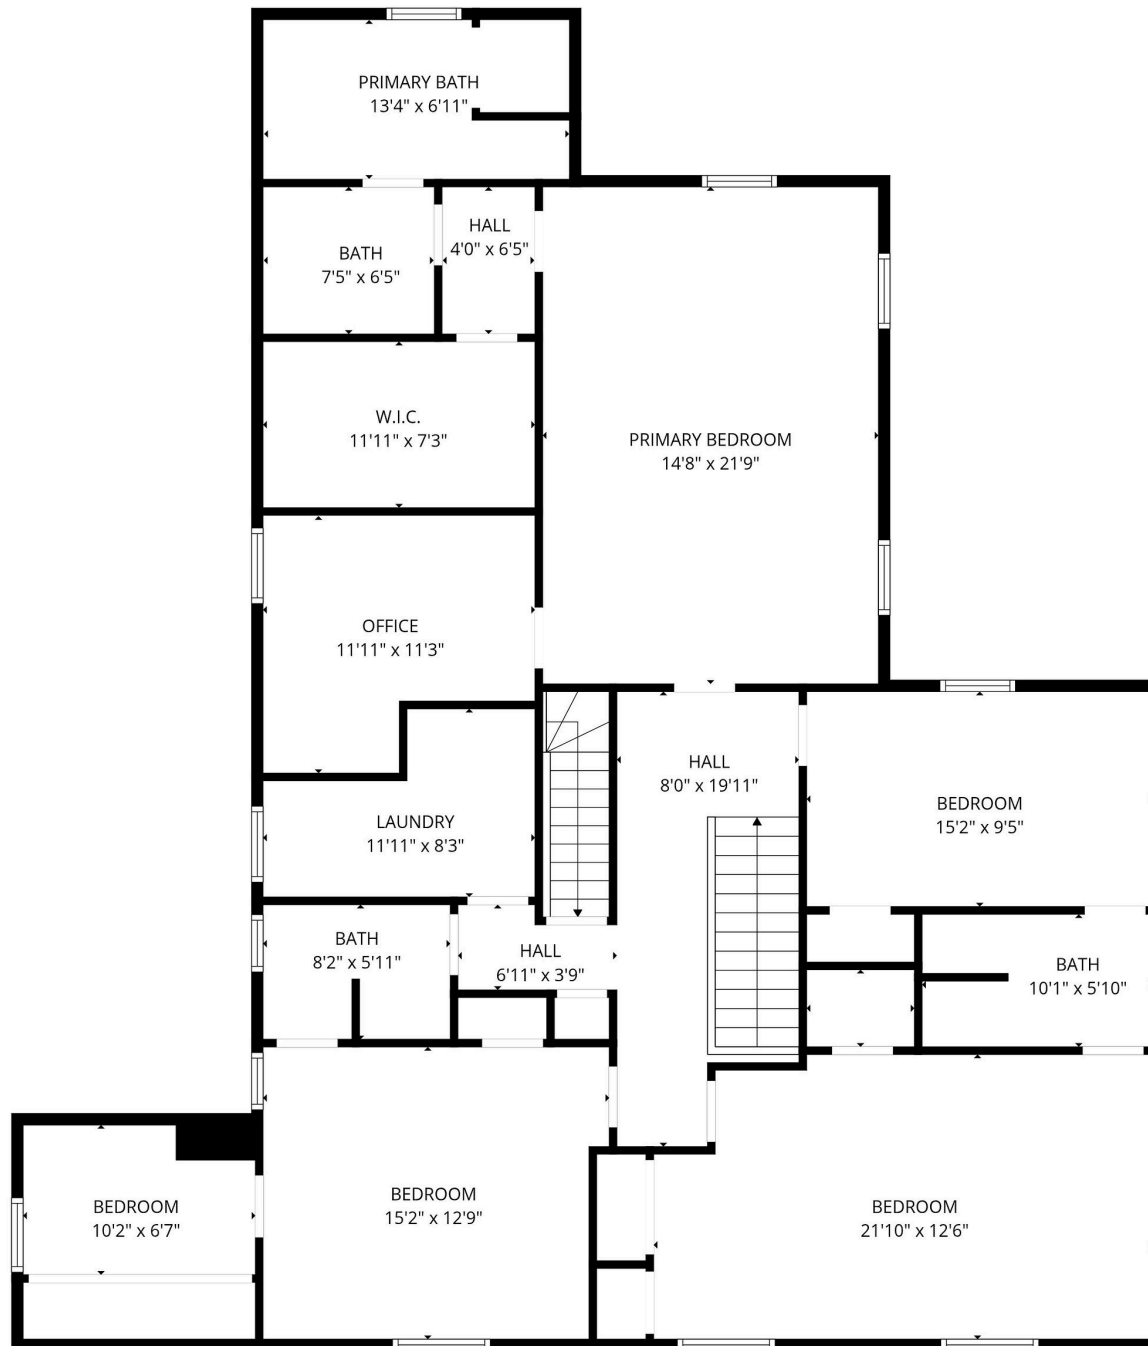 PRIMARY BATH
13'4" x 6'11"
HALL
4'0" x 6'5"
BATH
7'5" x 6'5"
W.I.C.
11'11" x 7'3"
PRIMARY BEDROOM
14'8" x 21'9"
OFFICE
11'11" x 11'3"
HALL
8'0" x 19'11"
BEDROOM
15'2" x 9'5"
LAUNDRY
11'11" x 8'3"
BATH
8'2" x 5'11"
HALL
6'11" x 3'9"
BATH
10'1" x 5'10"
BEDROOM
10'2" x 6'7"
BEDROOM
15'2" x 12'9"
BEDROOM
21'10" x 12'6"